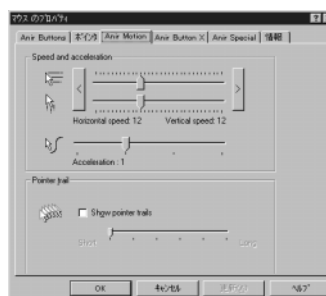 マウス のプロパティ
Anir Buttons ポインタ Anir Motion Anir Button X Anir Special 情報
Speed and acceleration
Horizontal speed: 12 Vertical speed: 12
Acceleration : 1
Pointer trail
Show pointer trails
Short Long
OK キャンセル 更新(A) ヘルプ